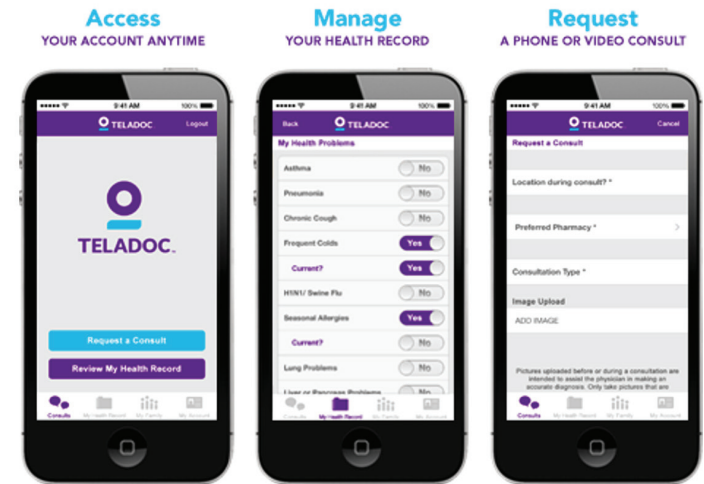 Access
YOUR ACCOUNT ANYTIME
9:41 AM
100%
TELADOC
Logout
TELADOC
Request a Consult
Review My Health Record
Consults
My Health Record
My Family
My Account
Manage
YOUR HEALTH RECORD
9:41 AM
100%
Back
TELADOC
My Health Problems
Asthma No
Pneumonia No
Chronic Cough No
Frequent Colds Yes
Current? Yes
H1N1/ Swine Flu No
Seasonal Allergies Yes
Current? No
Lung Problems No
Liver or Pancreas Problems No
Consults
My Health Record
My Family
My Account
Request
A PHONE OR VIDEO CONSULT
9:41 AM
100%
TELADOC
Cancel
Request a Consult
Location during consult? *
Preferred Pharmacy *
Consultation Type *
Image Upload
ADD IMAGE
Pictures uploaded before or during a consultation are
intended to assist the physician in making an
accurate diagnosis. Only take pictures that are
Consults
My Health Record
My Family
My Account